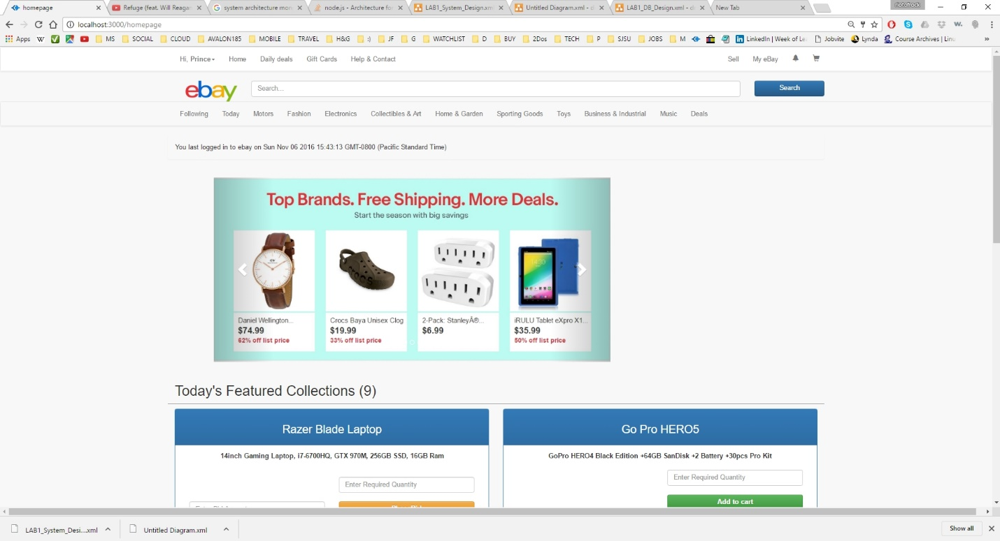 homepage
Refuge (feat. Will Reagan
system architecture mon
node.js - Architecture fo
LAB1_System_Design.xm
Untitled Diagram.xml - d
LAB1_DB_Design.xml - d
New Tab
localhost:3000/homepage
Apps
MS
SOCIAL
CLOUD
AVALON185
MOBILE
TRAVEL
H&G
:)
JF
G
WATCHLIST
D
BUY
2Dos
TECH
P
SJSU
JOBS
M
LinkedIn | Week of Le
Jobvite
Lynda
Course Archives | Linu
Hi, Prince
Home
Daily deals
Gift Cards
Help & Contact
Sell
My eBay
ebay
Search...
Search
Following
Today
Motors
Fashion
Electronics
Collectibles & Art
Home & Garden
Sporting Goods
Toys
Business & Industrial
Music
Deals
You last logged in to ebay on Sun Nov 06 2016 15:43:13 GMT-0800 (Pacific Standard Time)
Top Brands. Free Shipping. More Deals.
Start the season with big savings
Daniel Wellington...
$74.99
62% off list price
Crocs Baya Unisex Clog
$19.99
33% off list price
2-Pack: StanleyÂ®...
$6.99
iRULU Tablet eXpro X1...
$35.99
50% off list price
Today's Featured Collections (9)
Razer Blade Laptop
14inch Gaming Laptop, i7-6700HQ, GTX 970M, 256GB SSD, 16GB Ram
Enter Required Quantity
Go Pro HERO5
GoPro HERO4 Black Edition +64GB SanDisk +2 Battery +30pcs Pro Kit
Enter Required Quantity
Add to cart
LAB1_System_Desi....xml
Untitled Diagram.xml
Show all